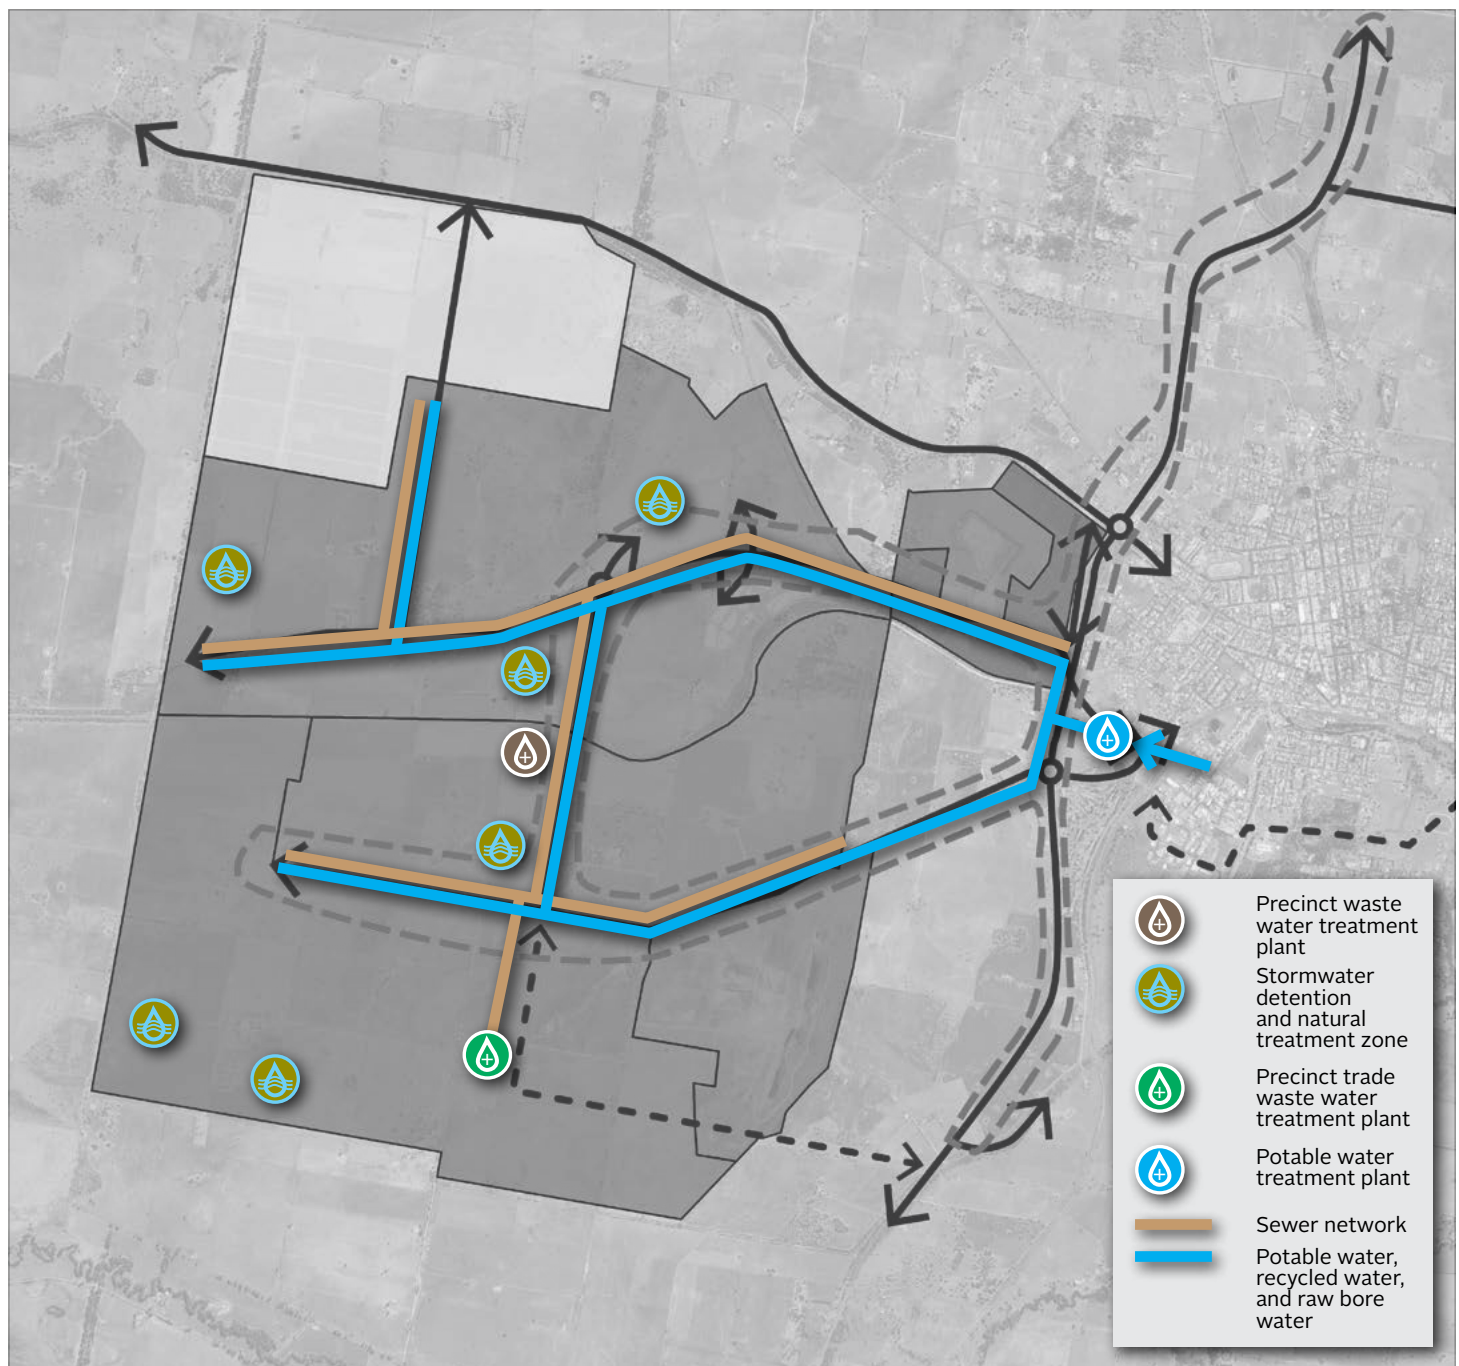 Precinct waste
water treatment
plant
Stormwater
detention
and natural
treatment zone
Precinct trade
waste water
treatment plant
Potable water
treatment plant
Sewer network
Potable water,
recycled water,
and raw bore
water